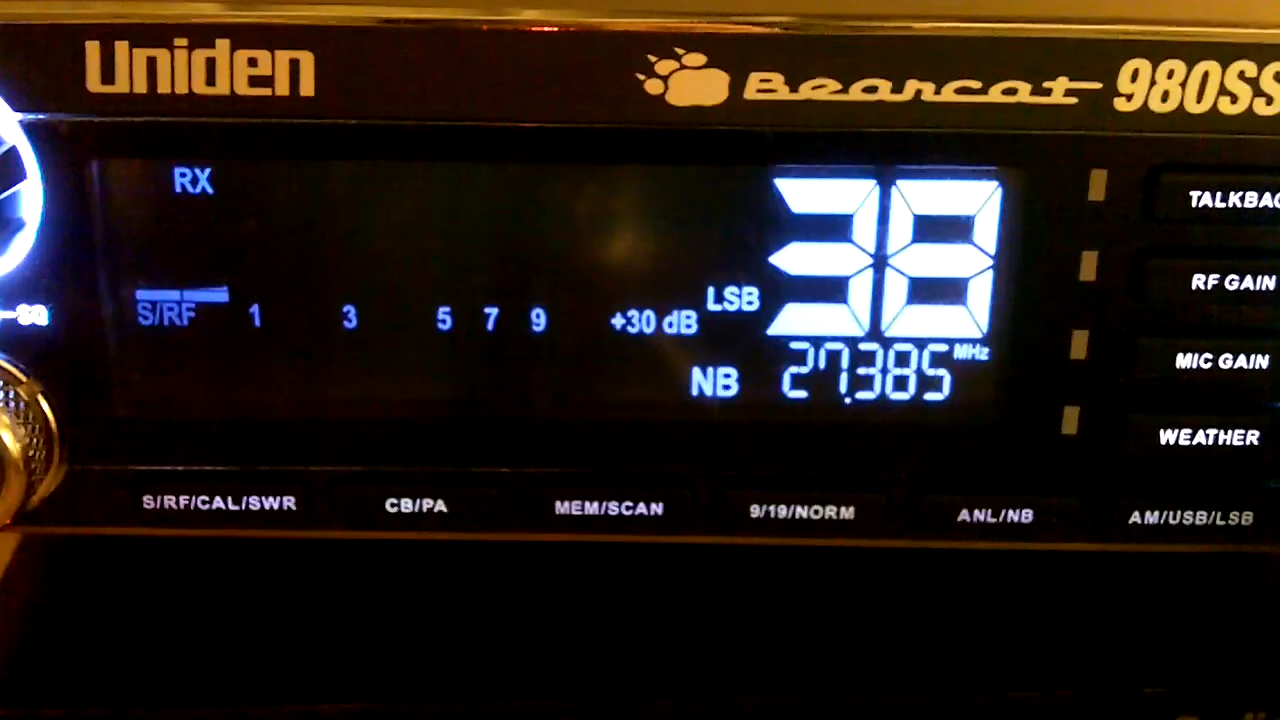 Uniden
Bearcat 980SS
RX
38
TALKBAC
RF GAIN
S/RF 1 3 5 7 9 +30 dB LSB
SQ
NB 27.385 MHz
MIC GAIN
WEATHER
S/RF/CAL/SWR CB/PA MEM/SCAN 9/19/NORM ANL/NB AM/USB/LSB